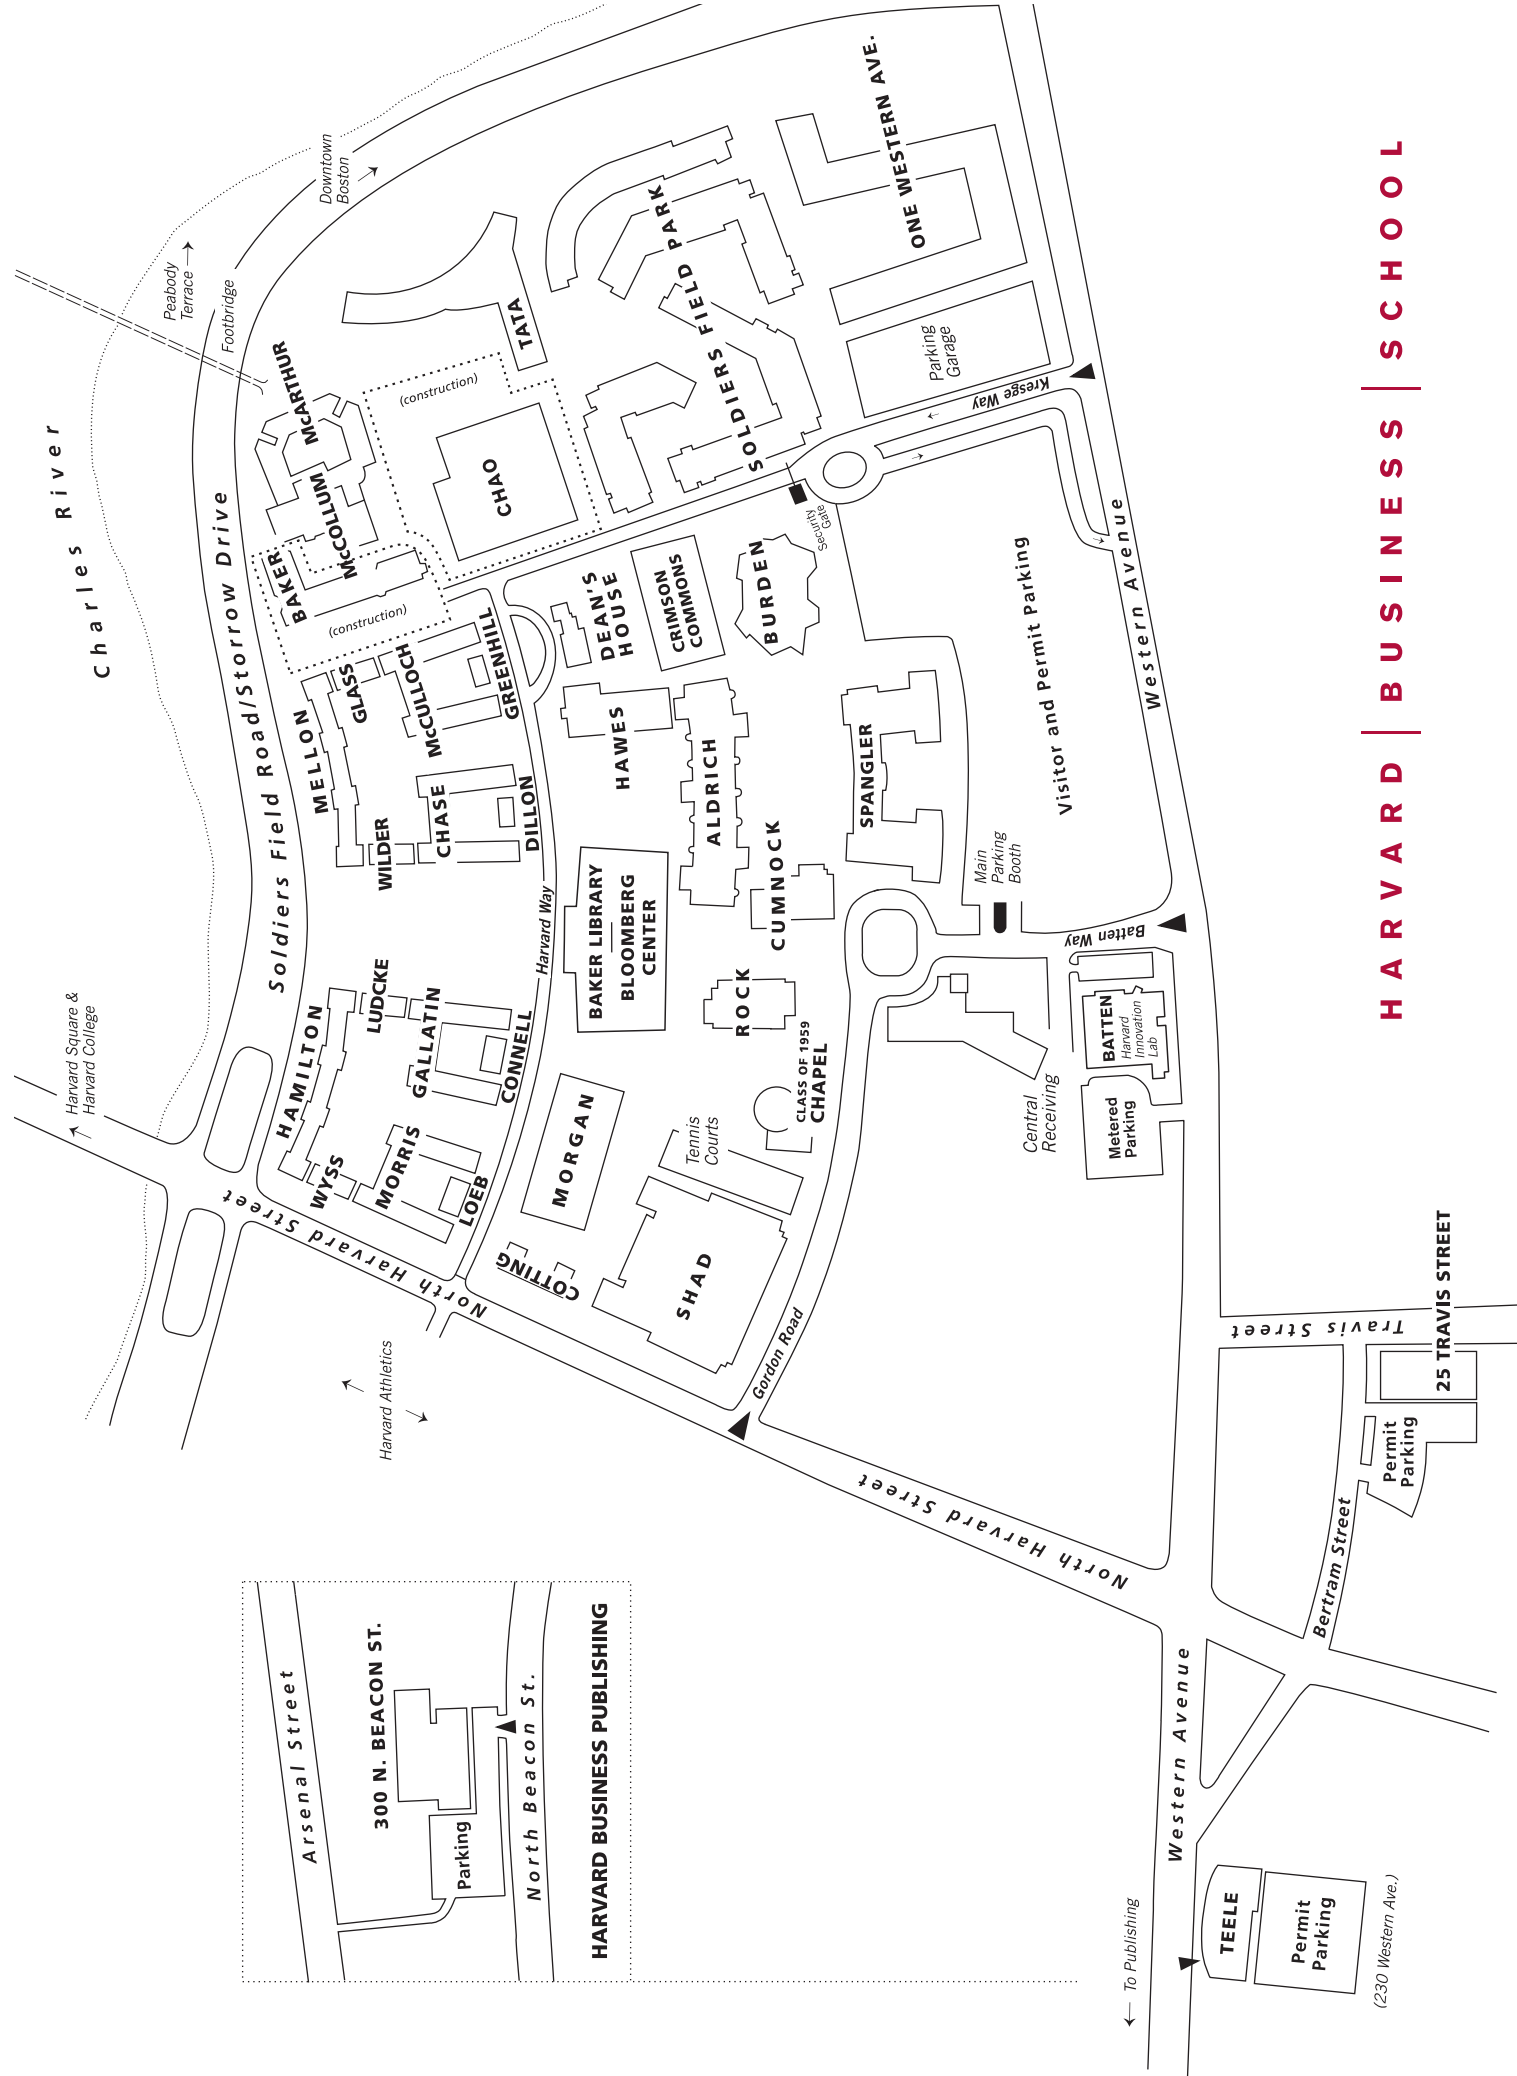 HARVARD | BUSINESS | SCHOOL
Charles River
Harvard Square &
Harvard College
Peabody
Terrace
Footbridge
Downtown
Boston
Soldiers Field Road/Storrow Drive
HAMILTON
WYSS
LUDCKE
GALLATIN
MORRIS
LOEB
CONNELL
MELLON
WILDER
GLASS
CHASE
DILLON
McCULLOCH
GREENHILL
BAKER
(construction)
McCOLLUM
McARTHUR
(construction)
CHAO
TATA
SOLDIERS FIELD PARK
ONE WESTERN AVE.
Parking
Garage
Kresge Way
Security
Gate
Harvard Way
DEAN'S
HOUSE
CRIMSON
COMMONS
BURDEN
HAWES
ALDRICH
SPANGLER
BAKER LIBRARY
BLOOMBERG
CENTER
CUMNOCK
ROCK
CLASS OF 1959
CHAPEL
MORGAN
COTTING
SHAD
Tennis
Courts
Gordon Road
North Harvard Street
North Harvard Street
Harvard Athletics
Main
Parking
Booth
Visitor and Permit Parking
Western Avenue
Batten Way
BATTEN
Harvard
Innovation
Lab
Central
Receiving
Metered
Parking
Travis Street
25 TRAVIS STREET
Permit
Parking
Bertram Street
Western Avenue
To Publishing
TEELE
Permit
Parking
(230 Western Ave.)
Arsenal Street
300 N. BEACON ST.
Parking
North Beacon St.
HARVARD BUSINESS PUBLISHING